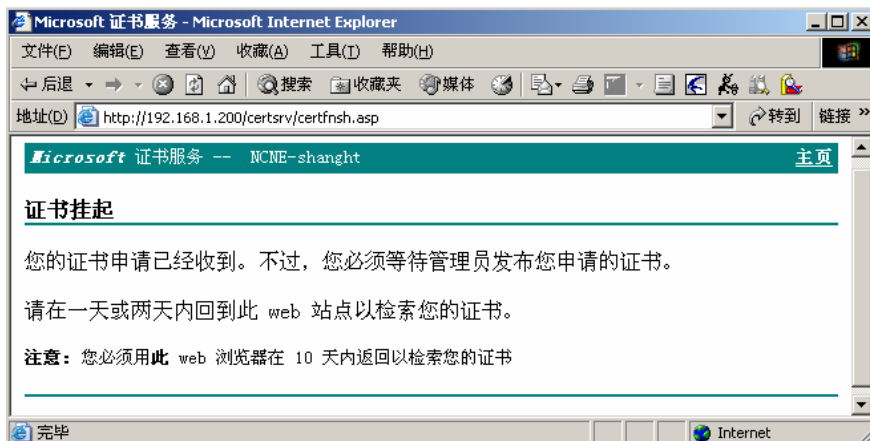 Microsoft 证书服务 - Microsoft Internet Explorer
文件(F) 编辑(E) 查看(V) 收藏(A) 工具(T) 帮助(H)
后退 搜索 收藏夹 媒体
地址(D) http://192.168.1.200/certsrv/certfnsh.asp 转到 链接 »
Microsoft 证书服务 -- NCNE-shanght 主页
证书挂起
您的证书申请已经收到。不过，您必须等待管理员发布您申请的证书。
请在一天或两天内回到此 web 站点以检索您的证书。
注意：您必须用此 web 浏览器在 10 天内返回以检索您的证书
完毕 Internet